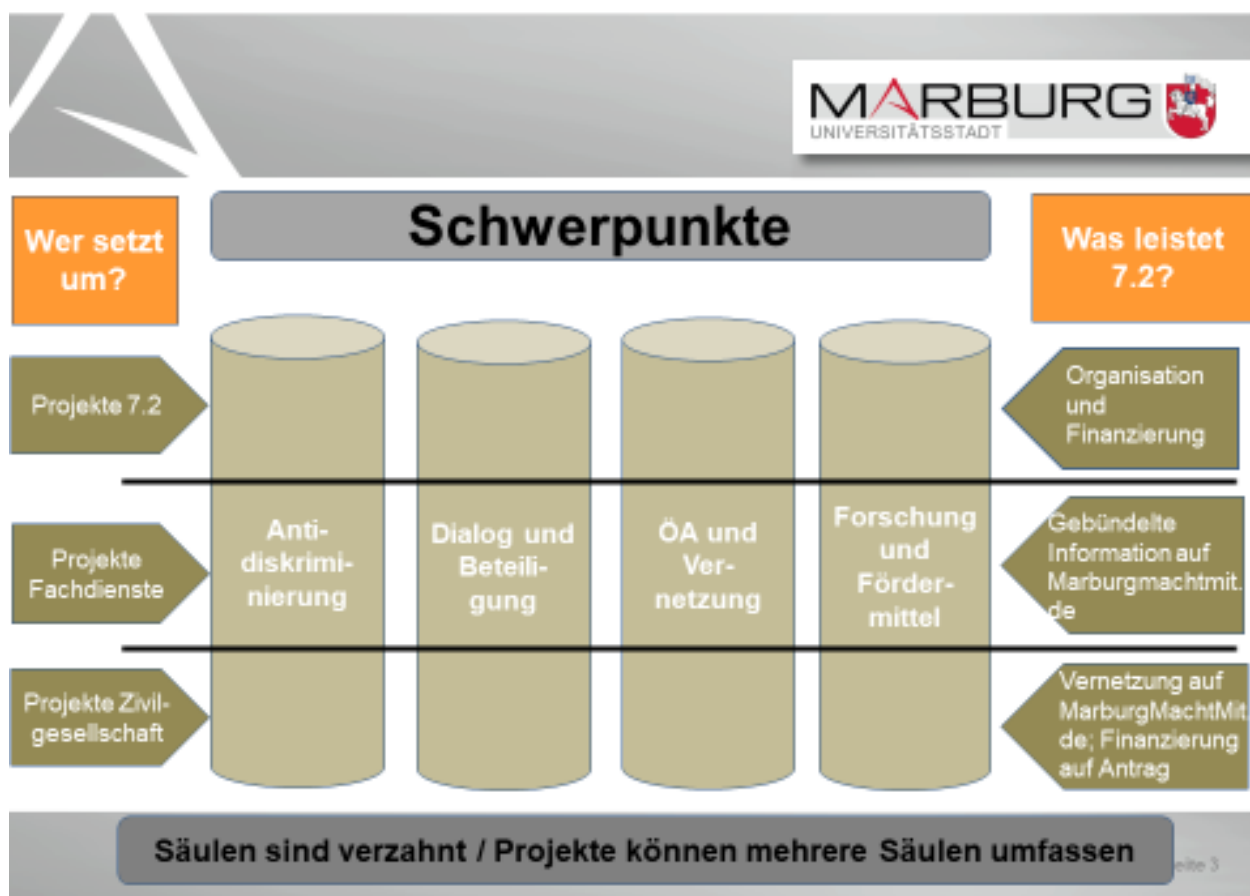 MARBURG
UNIVERSITÄTSSTADT
Wer setzt
um?
Schwerpunkte
Was leistet
7.2?
Projekte 7.2
Organisation
und
Finanzierung
Anti-
diskrimi-
nierung
Dialog und
Beteili-
gung
ÖA und
Ver-
netzung
Forschung
und
Förder-
mittel
Projekte
Fachdienste
Gebündelte
Information auf
Marburgmachtmit.
de
Projekte Zivil-
gesellschaft
Vernetzung auf
MarburgMachtMit
de; Finanzierung
auf Antrag
Säulen sind verzahnt / Projekte können mehrere Säulen umfassen
eite 3